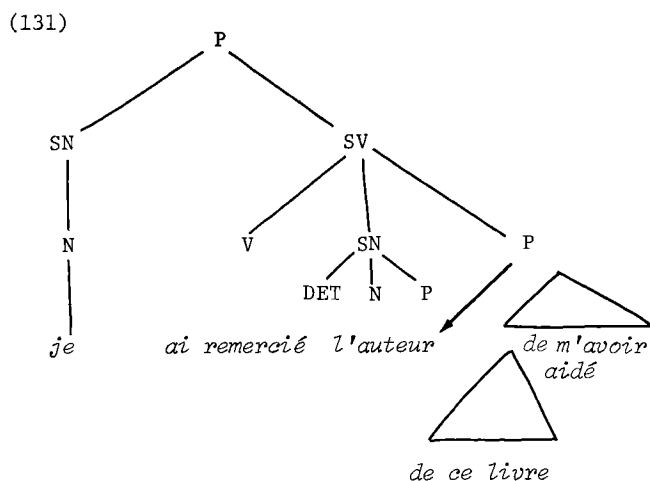 (131)
P
SN SV
N V SN P
DET N P
je ai remercié l'auteur de m'avoir
aidé
de ce livre